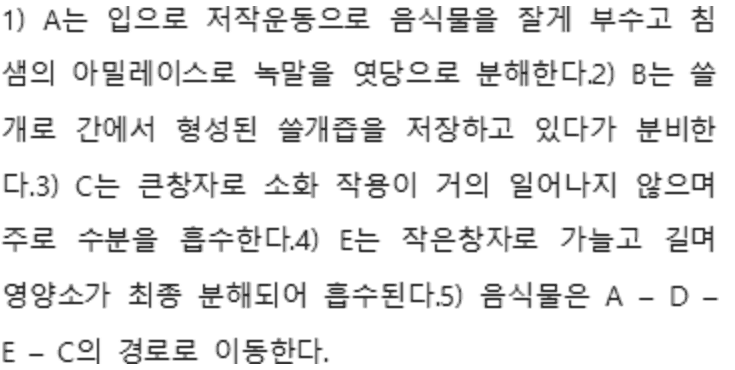 1) A는 입으로 저작운동으로 음식물을 잘게 부수고 침
샘의 아밀레이스로 녹말을 엿당으로 분해한다.2) B는 쓸
개로 간에서 형성된 쓸개즙을 저장하고 있다가 분비한
다.3) C는 큰창자로 소화 작용이 거의 일어나지 않으며
주로 수분을 흡수한다.4) E는 작은창자로 가늘고 길며
영양소가 최종 분해되어 흡수된다.5) 음식물은 A – D –
E – C의 경로로 이동한다.